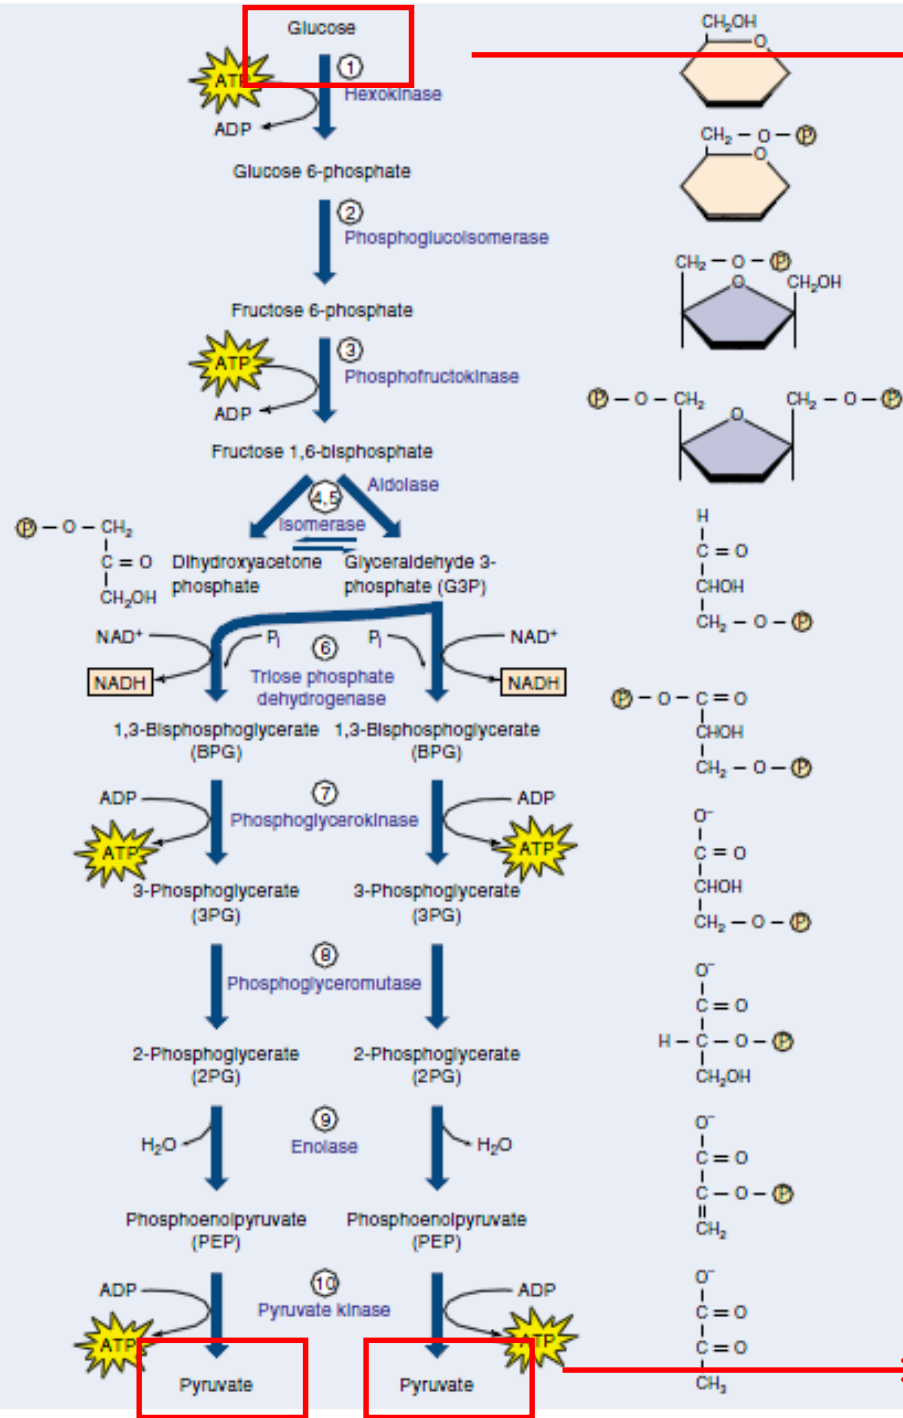 Glucose
1
ATP
Hexokinase
ADP
Glucose 6-phosphate
2
Phosphoglucoisomerase
Fructose 6-phosphate
3
ATP
Phosphofructokinase
ADP
Fructose 1,6-bisphosphate
Aldolase
4,5
Isomerase
Dihydroxyacetone
phosphate
Glyceraldehyde 3-
phosphate (G3P)
NAD⁺ Pᵢ Pᵢ NAD⁺
6
NADH NADH
Triose phosphate
dehydrogenase
1,3-Bisphosphoglycerate 1,3-Bisphosphoglycerate
(BPG) (BPG)
ADP 7 ADP
Phosphoglycerokinase
ATP ATP
3-Phosphoglycerate 3-Phosphoglycerate
(3PG) (3PG)
8
Phosphoglyceromutase
2-Phosphoglycerate 2-Phosphoglycerate
(2PG) (2PG)
9
H₂O Enolase H₂O
Phosphoenolpyruvate Phosphoenolpyruvate
(PEP) (PEP)
ADP 10 ADP
Pyruvate kinase
ATP ATP
Pyruvate Pyruvate
P – O – CH₂
C = O
CH₂OH
CH₂OH
O
CH₂ – O – P
O
CH₂ – O – P
O CH₂OH
P – O – CH₂ CH₂ – O – P
O
H
C = O
CHOH
CH₂ – O – P
P – O – C = O
CHOH
CH₂ – O – P
O⁻
C = O
CHOH
CH₂ – O – P
O⁻
C = O
H – C – O – P
CH₂OH
O⁻
C = O
C – O – P
CH₂
O⁻
C = O
C = O
CH₃